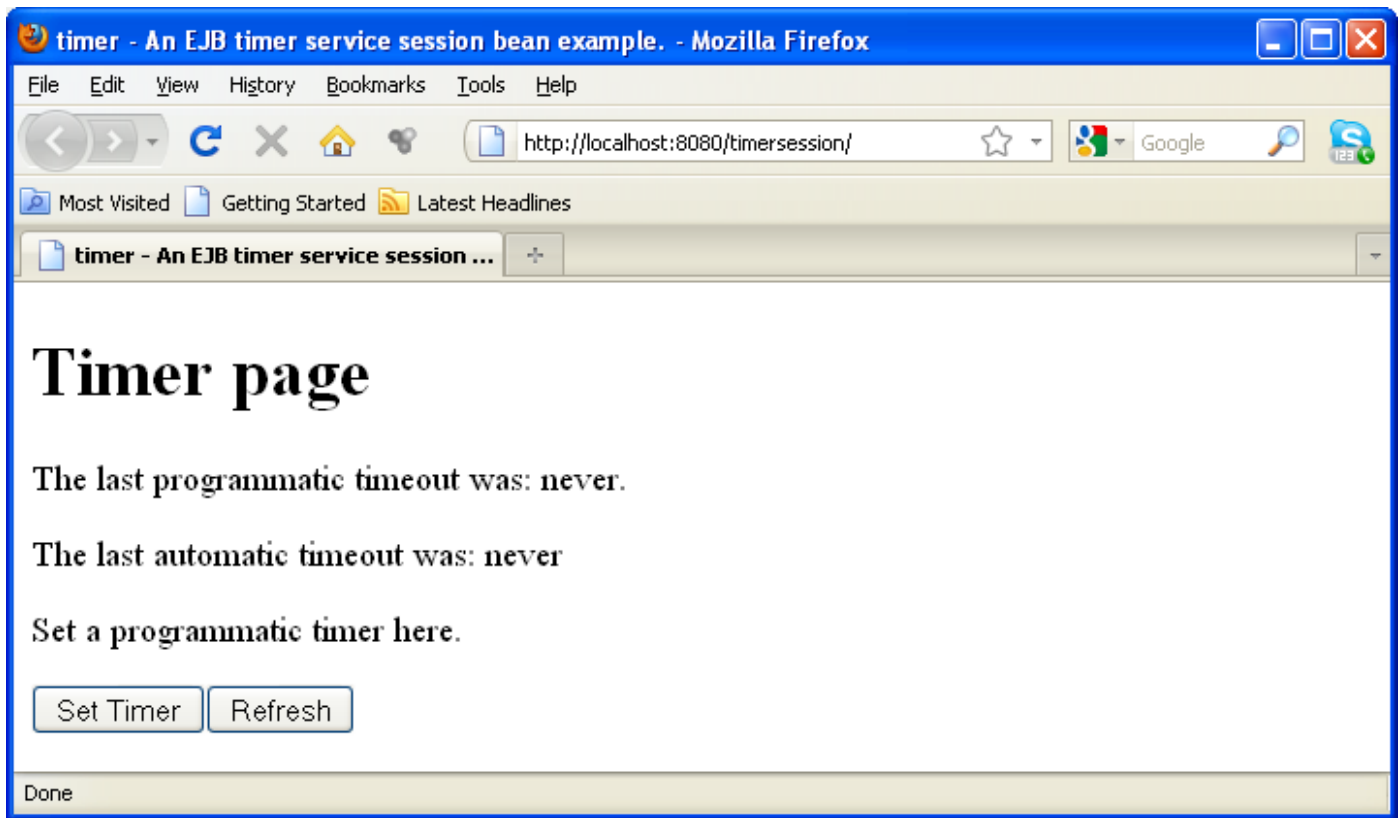 timer - An EJB timer service session bean example. - Mozilla Firefox
File Edit View History Bookmarks Tools Help
http://localhost:8080/timersession/ Google
123
Most Visited Getting Started Latest Headlines
timer - An EJB timer service session ...
Timer page
The last programmatic timeout was: never.
The last automatic timeout was: never
Set a programmatic timer here.
Set Timer Refresh
Done